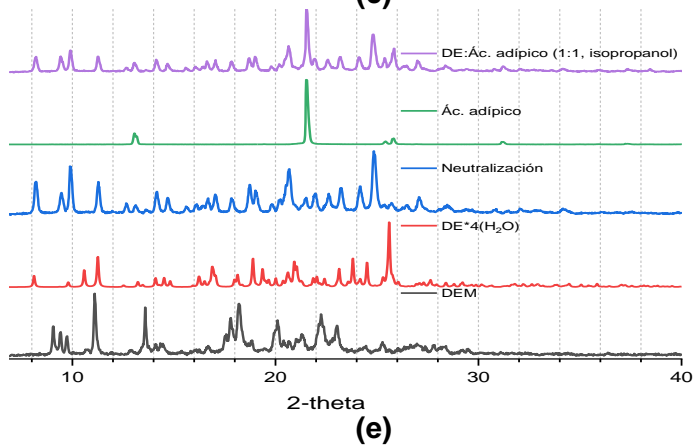 DE:Ác. adípico (1:1, isopropanol)
Ác. adípico
Neutralización
DE*4(H₂O)
DEM
10 20 30 40
2-theta
(e)